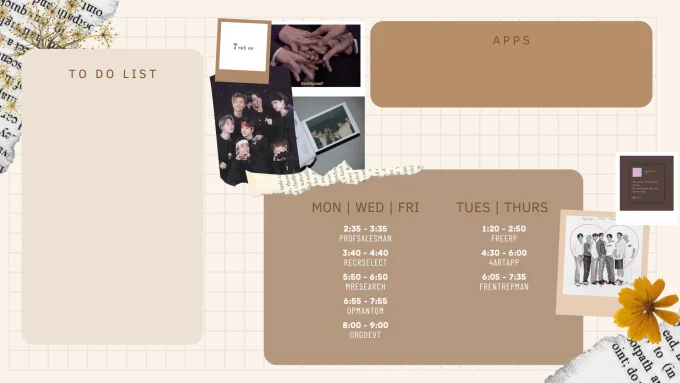 TO DO LIST
7
with us
bulletproof
APPS
MON | WED | FRI
2:35 - 3:35
PROFSALESMAN
3:40 - 4:40
RECRSELECT
5:50 - 6:50
MRESEARCH
6:55 - 7:55
OPMANTQM
8:00 - 9:00
ORGDEVT
TUES | THURS
1:20 - 2:50
FREERP
4:30 - 6:00
4ARTAPP
6:05 - 7:35
FRENTREPMAN